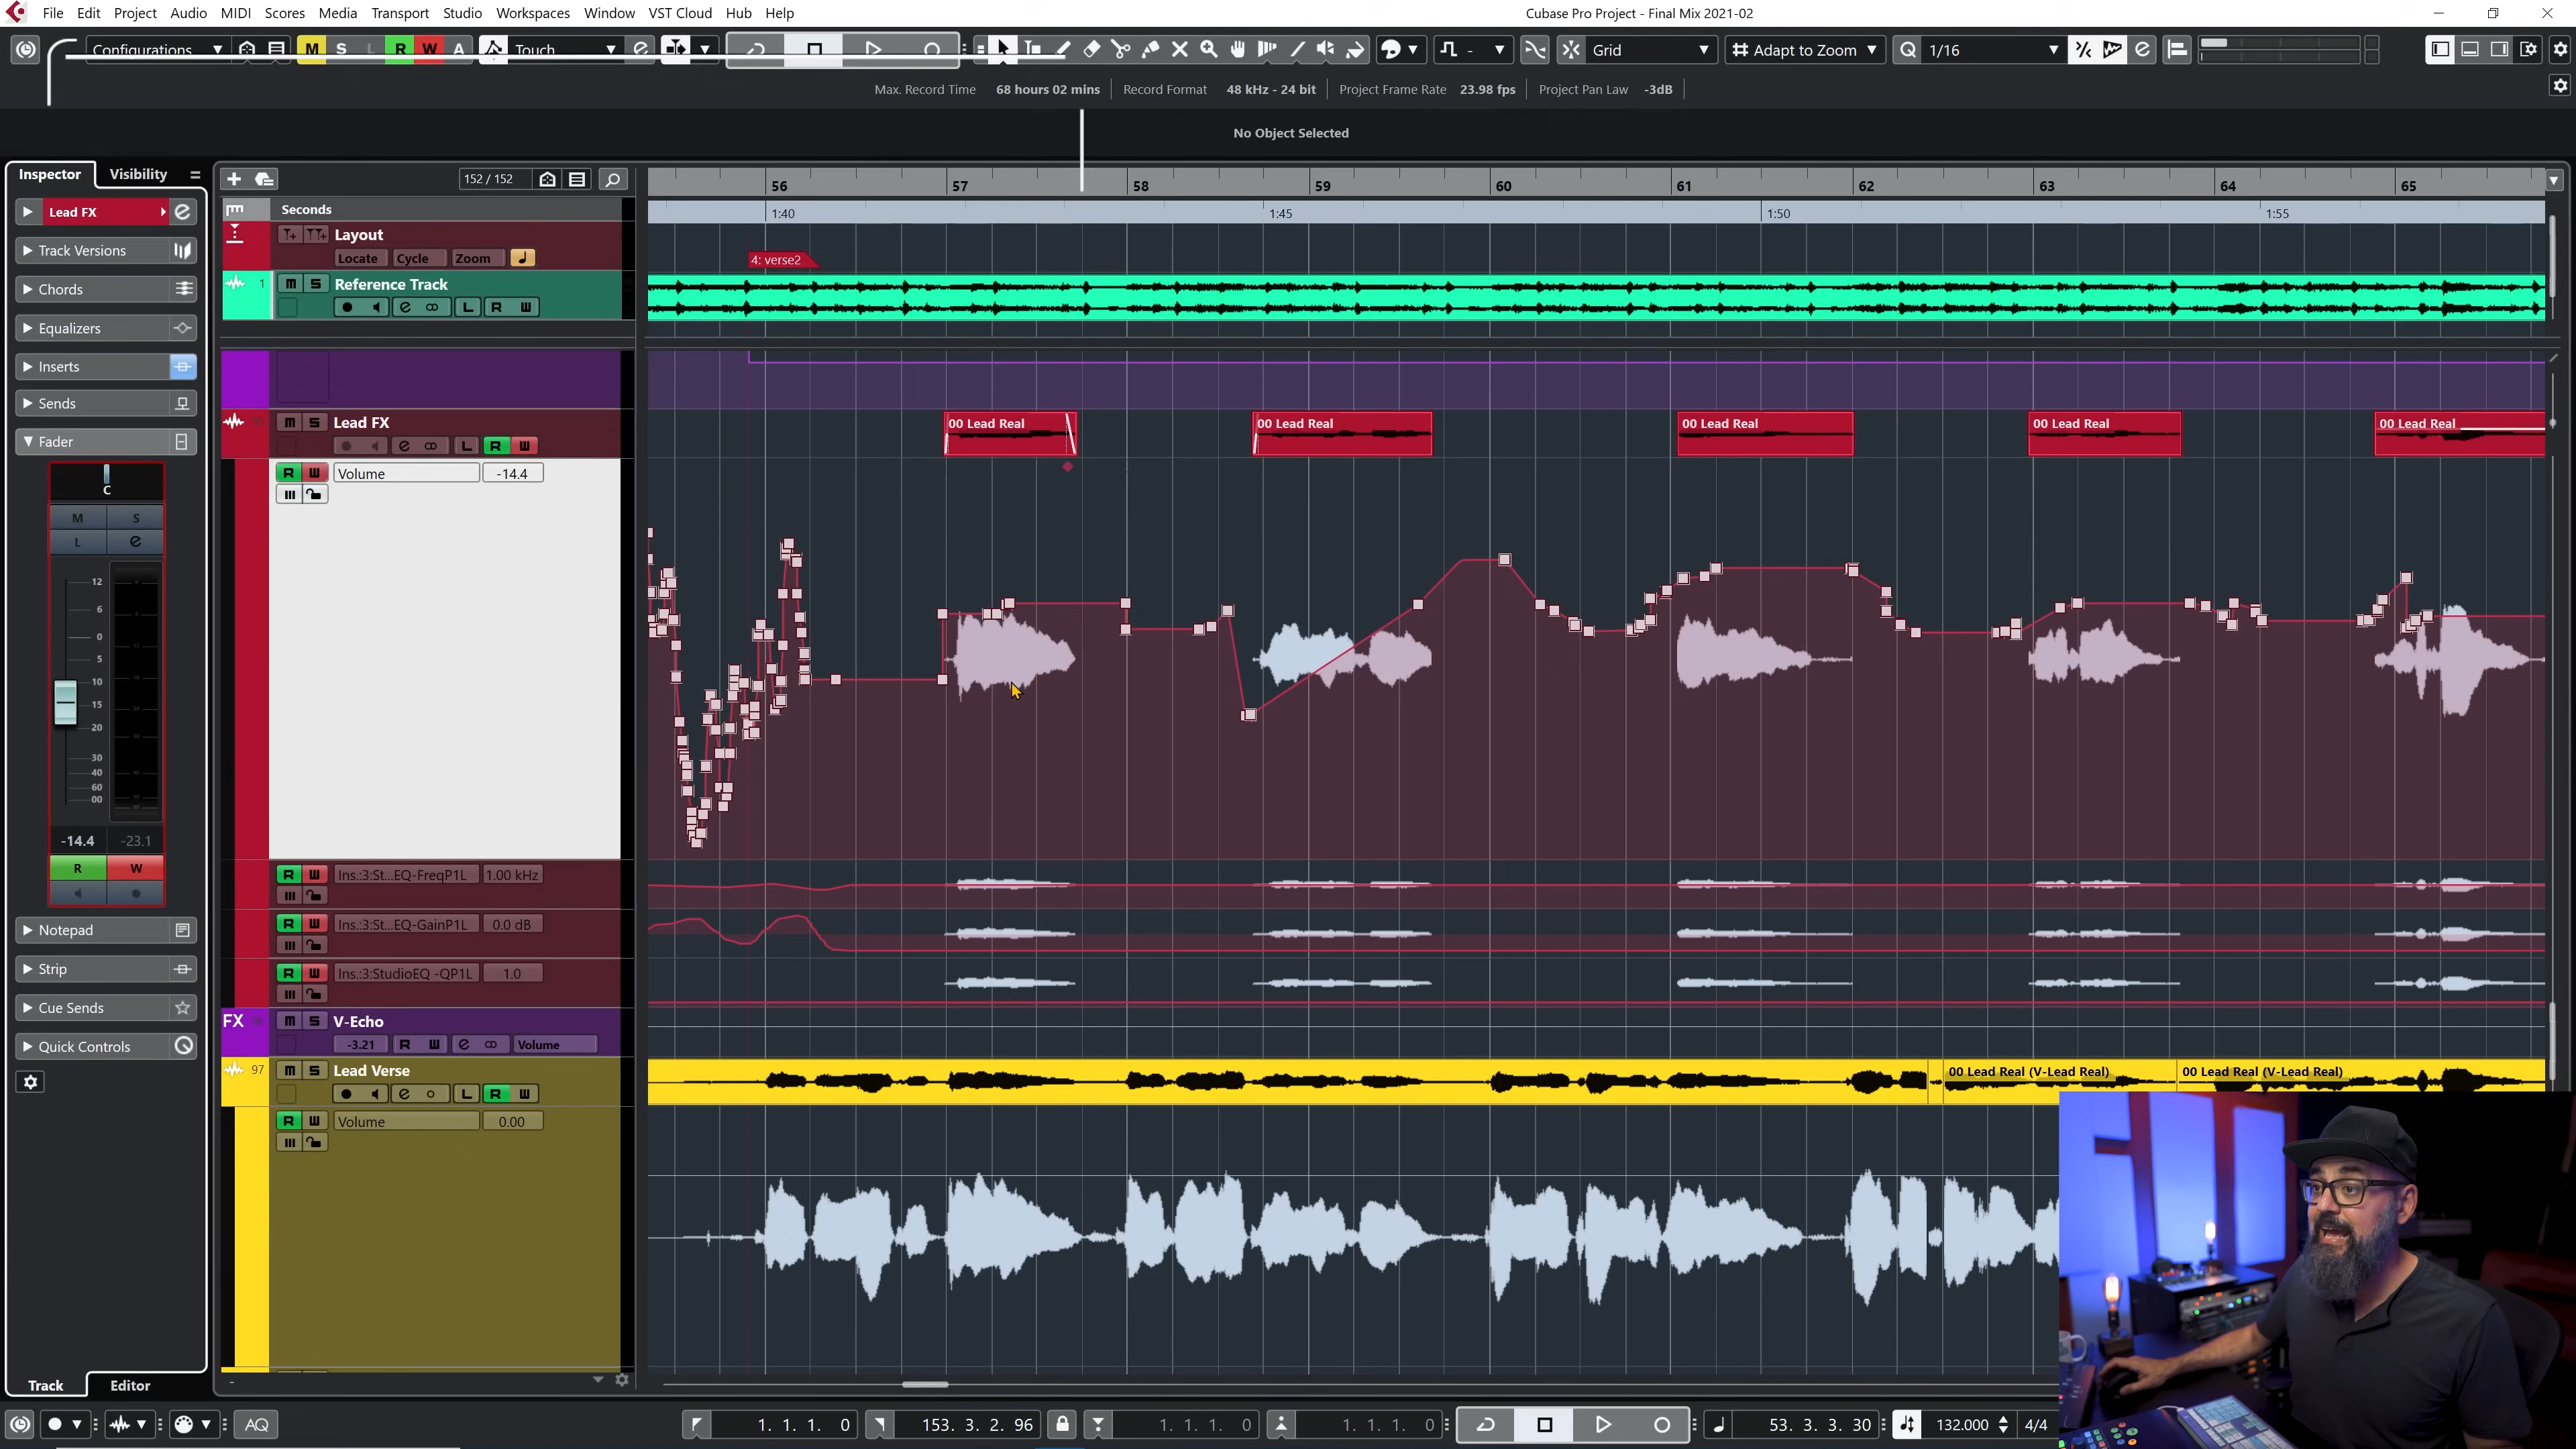 File Edit Project Audio MIDI Scores Media Transport Studio Workspaces Window VST Cloud Hub Help Cubase Pro Project - Final Mix 2021-02
Configurations M S L R W A Touch Grid Adapt to Zoom 1/16
Max. Record Time 68 hours 02 mins Record Format 48 kHz - 24 bit Project Frame Rate 23.98 fps Project Pan Law -3dB
No Object Selected
Inspector Visibility 152 / 152 56 57 58 59 60 61 62 63 64 65
Lead FX Seconds 1:40 1:45 1:50 1:55
Track Versions Layout
Locate Cycle Zoom 4: verse2
Chords 1 M S Reference Track
L R W
Equalizers
Inserts
Sends
M S Lead FX 00 Lead Real 00 Lead Real 00 Lead Real 00 Lead Real 00 Lead Real
Fader L R W
R W Volume -14.4
C
M S
L e
12
6
0
5
10
15
20
30
40
60
00
-14.4 -23.1
R W
R W Ins.:3:St...EQ-FreqP1L 1.00 kHz
R W Ins.:3:St...EQ-GainP1L 0.0 dB
Notepad
Strip R W Ins.:3:StudioEQ -QP1L 1.0
Cue Sends
FX M S V-Echo
Quick Controls -3.21 R W Volume
97 M S Lead Verse 00 Lead Real (V-Lead Real) 00 Lead Real (V-Lead Real)
L R W
R W Volume 0.00
Track Editor
AQ 1. 1. 1. 0 153. 3. 2. 96 1. 1. 1. 0 1. 1. 1. 0 53. 3. 3. 30 132.000 4/4